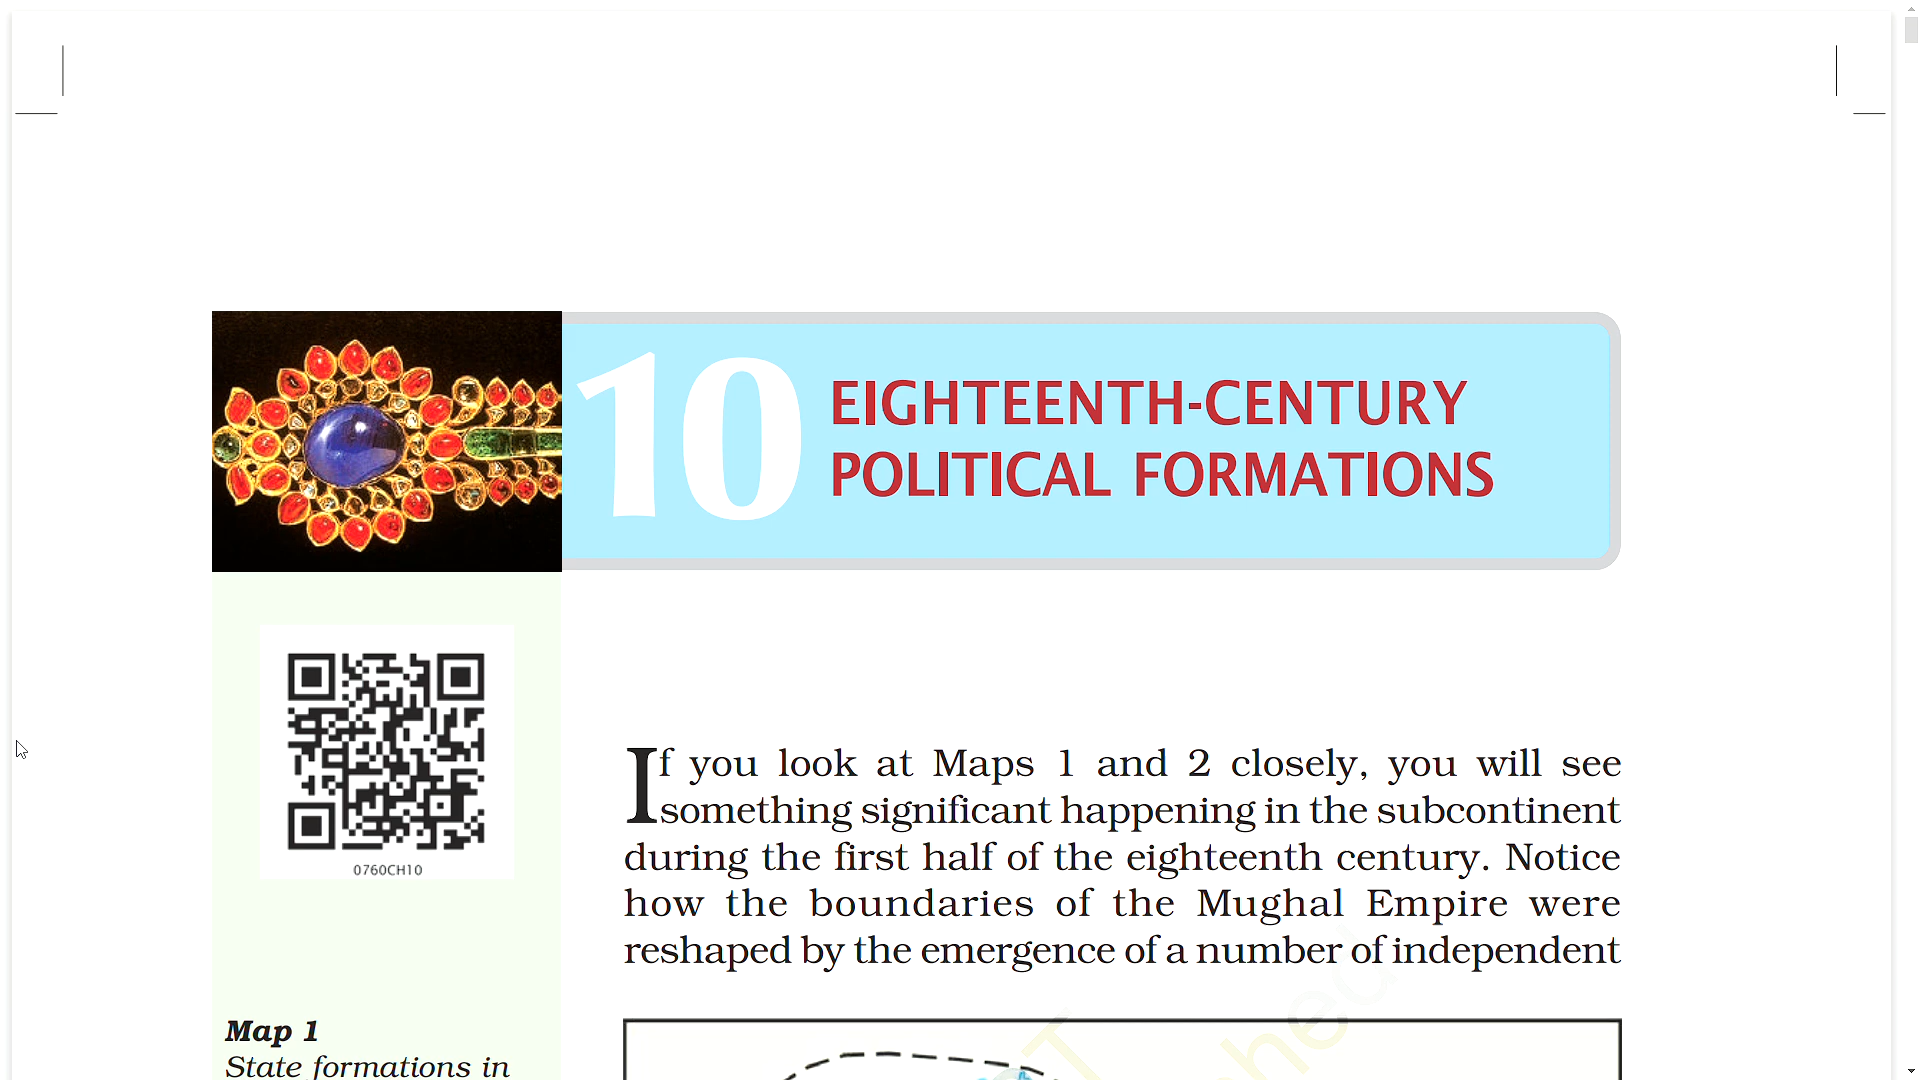 10
EIGHTEENTH-CENTURY
POLITICAL FORMATIONS
0760CH10
If you look at Maps 1 and 2 closely, you will see
something significant happening in the subcontinent
during the first half of the eighteenth century. Notice
how the boundaries of the Mughal Empire were
reshaped by the emergence of a number of independent
Map 1
State formations in